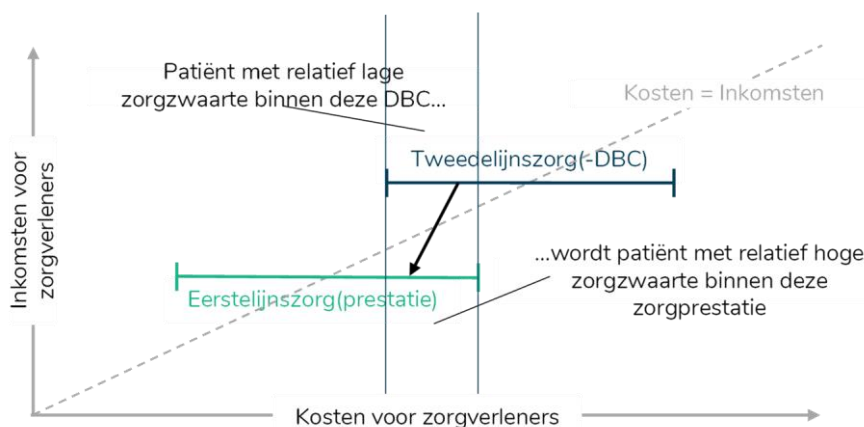 Patiënt met relatief lage
zorgzwaarte binnen deze DBC...
Kosten = Inkomsten
Tweedelijnszorg(-DBC)
Inkomsten voor
zorgverleners
...wordt patiënt met relatief hoge
zorgzwaarte binnen deze
zorgprestatie
Eerstelijnszorg(prestatie)
Kosten voor zorgverleners